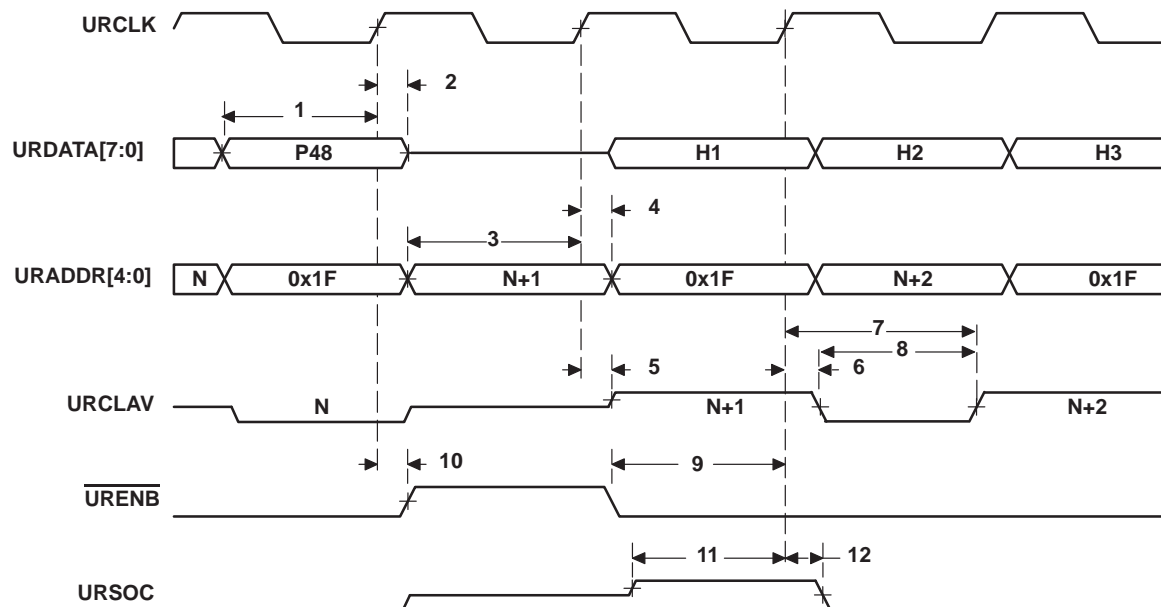 URCLK
2
1
URDATA[7:0] P48 H1 H2 H3
4
3
URADDR[4:0] N 0x1F N+1 0x1F N+2 0x1F
7
8
5 6
URCLAV N N+1 N+2
10 9
URENB
11 12
URSOC